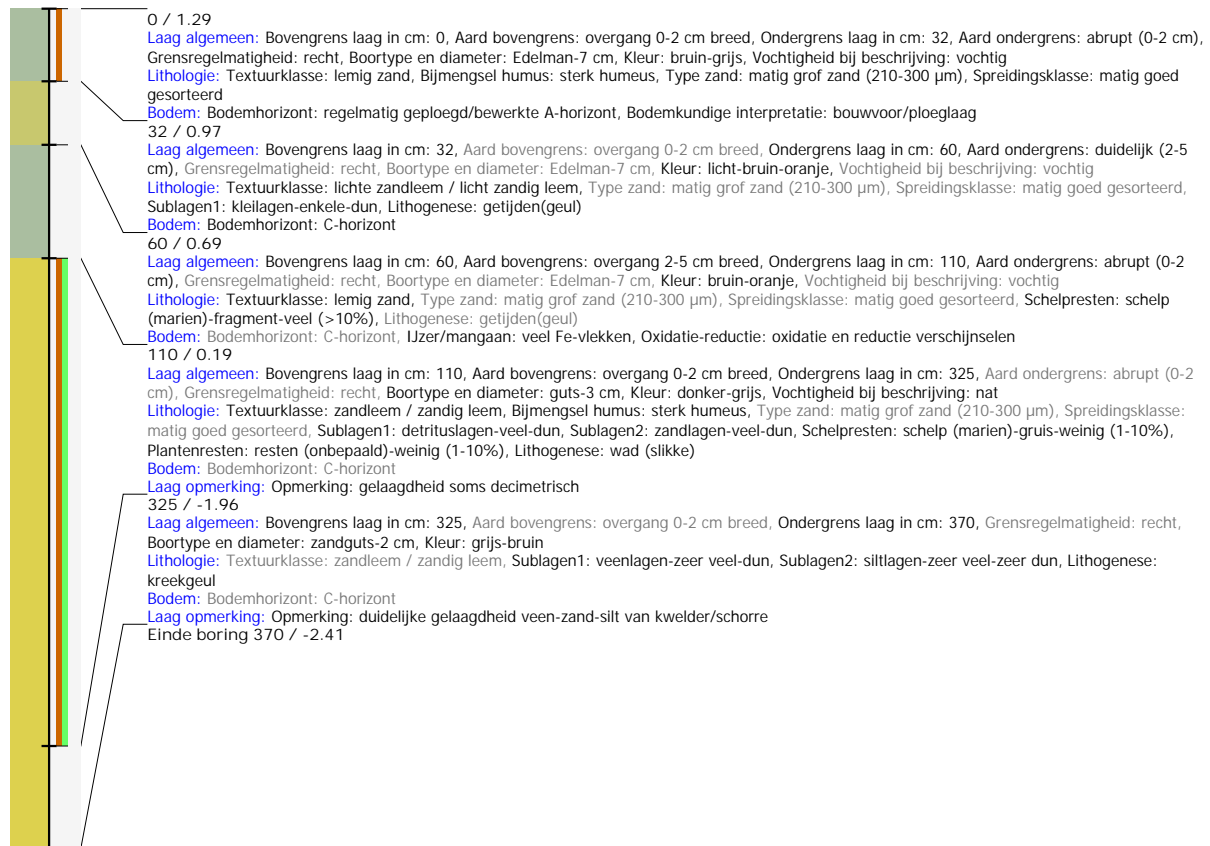 0 / 1.29
Laag algemeen: Bovengrens laag in cm: 0, Aard bovengrens: overgang 0-2 cm breed, Ondergrens laag in cm: 32, Aard ondergrens: abrupt (0-2 cm),
Grensregelmatigheid: recht, Boortype en diameter: Edelman-7 cm, Kleur: bruin-grijs, Vochtigheid bij beschrijving: vochtig
Lithologie: Textuurklasse: lemig zand, Bijmengsel humus: sterk humeus, Type zand: matig grof zand (210-300 µm), Spreidingsklasse: matig goed
gesorteerd
Bodem: Bodemhorizont: regelmatig geploegd/bewerkte A-horizont, Bodemkundige interpretatie: bouwvoor/ploeglaag
32 / 0.97
Laag algemeen: Bovengrens laag in cm: 32, Aard bovengrens: overgang 0-2 cm breed, Ondergrens laag in cm: 60, Aard ondergrens: duidelijk (2-5
cm), Grensregelmatigheid: recht, Boortype en diameter: Edelman-7 cm, Kleur: licht-bruin-oranje, Vochtigheid bij beschrijving: vochtig
Lithologie: Textuurklasse: lichte zandleem / licht zandig leem, Type zand: matig grof zand (210-300 µm), Spreidingsklasse: matig goed gesorteerd,
Sublagen1: kleilagen-enkele-dun, Lithogenese: getijden(geul)
Bodem: Bodemhorizont: C-horizont
60 / 0.69
Laag algemeen: Bovengrens laag in cm: 60, Aard bovengrens: overgang 2-5 cm breed, Ondergrens laag in cm: 110, Aard ondergrens: abrupt (0-2
cm), Grensregelmatigheid: recht, Boortype en diameter: Edelman-7 cm, Kleur: bruin-oranje, Vochtigheid bij beschrijving: vochtig
Lithologie: Textuurklasse: lemig zand, Type zand: matig grof zand (210-300 µm), Spreidingsklasse: matig goed gesorteerd, Schelpresten: schelp
(marien)-fragment-veel (>10%), Lithogenese: getijden(geul)
Bodem: Bodemhorizont: C-horizont, IJzer/mangaan: veel Fe-vlekken, Oxidatie-reductie: oxidatie en reductie verschijnselen
110 / 0.19
Laag algemeen: Bovengrens laag in cm: 110, Aard bovengrens: overgang 0-2 cm breed, Ondergrens laag in cm: 325, Aard ondergrens: abrupt (0-2
cm), Grensregelmatigheid: recht, Boortype en diameter: guts-3 cm, Kleur: donker-grijs, Vochtigheid bij beschrijving: nat
Lithologie: Textuurklasse: zandleem / zandig leem, Bijmengsel humus: sterk humeus, Type zand: matig grof zand (210-300 µm), Spreidingsklasse:
matig goed gesorteerd, Sublagen1: detrituslagen-veel-dun, Sublagen2: zandlagen-veel-dun, Schelpresten: schelp (marien)-gruis-weinig (1-10%),
Plantenresten: resten (onbepaald)-weinig (1-10%), Lithogenese: wad (slikke)
Bodem: Bodemhorizont: C-horizont
Laag opmerking: Opmerking: gelaagdheid soms decimetrisch
325 / -1.96
Laag algemeen: Bovengrens laag in cm: 325, Aard bovengrens: overgang 0-2 cm breed, Ondergrens laag in cm: 370, Grensregelmatigheid: recht,
Boortype en diameter: zandguts-2 cm, Kleur: grijs-bruin
Lithologie: Textuurklasse: zandleem / zandig leem, Sublagen1: veenlagen-zeer veel-dun, Sublagen2: siltlagen-zeer veel-zeer dun, Lithogenese:
kreekgeul
Bodem: Bodemhorizont: C-horizont
Laag opmerking: Opmerking: duidelijke gelaagdheid veen-zand-silt van kwelder/schorre
Einde boring 370 / -2.41